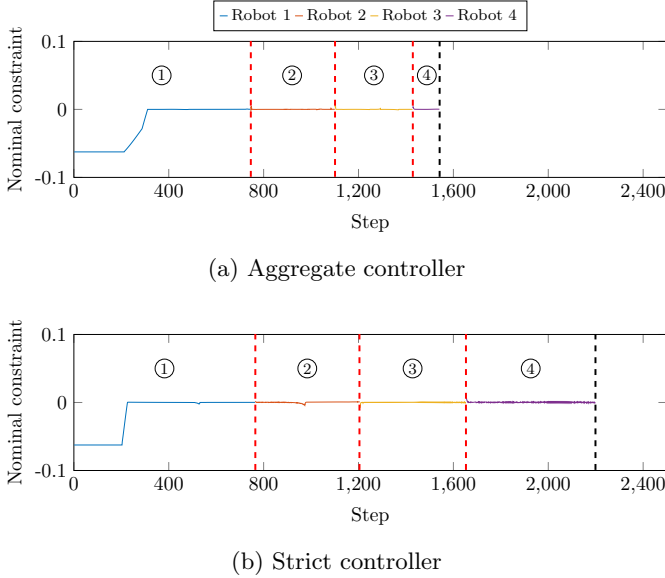 Robot 1 Robot 2 Robot 3 Robot 4
0.1
0
-0.1
Nominal constraint
① ② ③ ④
0 400 800 1,200 1,600 2,000 2,400
Step
(a) Aggregate controller
0.1
0
-0.1
Nominal constraint
① ② ③ ④
0 400 800 1,200 1,600 2,000 2,400
Step
(b) Strict controller